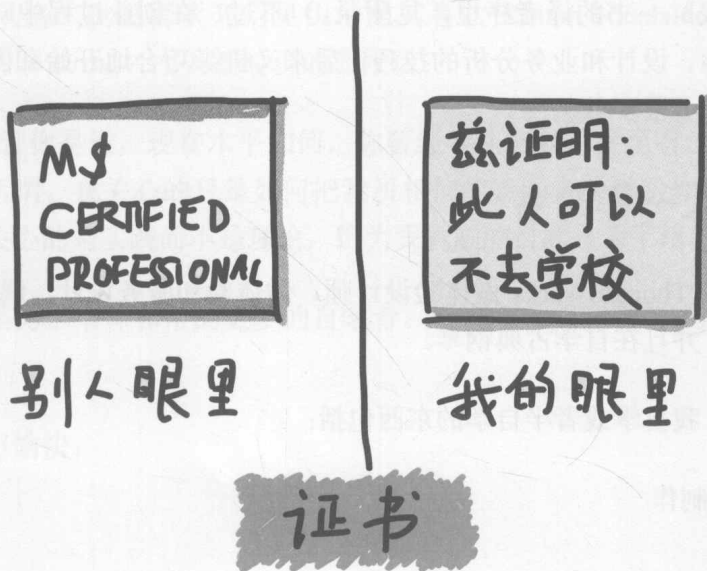 M$
CERTIFIED
PROFESSIONAL
别人眼里
兹证明:
此人可以
不去学校
我的眼里
证书